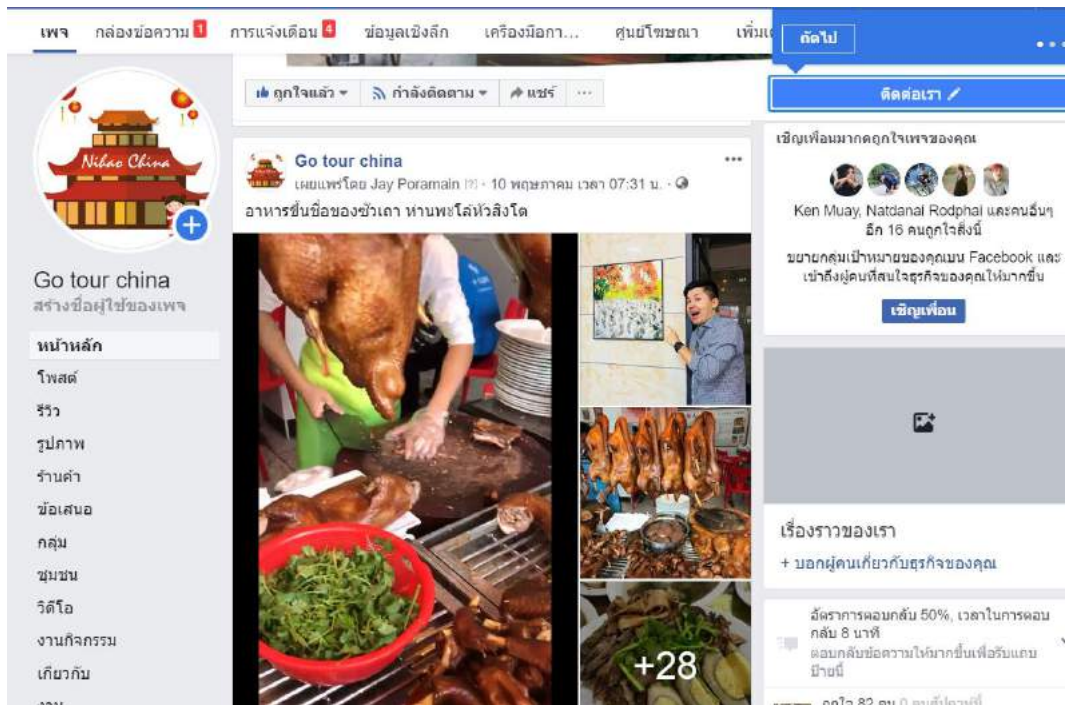 เพจ
กล่องข้อความ 1
การแจ้งเตือน 4
ข้อมูลเชิงลึก
เครื่องมือกา...
ศูนย์โฆษณา
ถัดไป
Nihao China
Go tour china
สร้างชื่อผู้ใช้ของเพจ
หน้าหลัก
โพสต์
รีวิว
รูปภาพ
ร้านค้า
ข้อเสนอ
กลุ่ม
ชุมชน
วิดีโอ
งานกิจกรรม
เกี่ยวกับ
ถูกใจแล้ว
กำลังติดตาม
แชร์
Go tour china
เผยแพร่โดย Jay Poramain [?] · 10 พฤษภาคม เวลา 07:31 น. ·
อาหารขึ้นชื่อของซัวเถา ห่านพะโล้หัวสิงโต
+28
ติดต่อเรา
เชิญเพื่อนมากดถูกใจเพจของคุณ
Ken Muay, Natdanai Rodphai และคนอื่นๆ
อีก 16 คนถูกใจสิ่งนี้
ขยายกลุ่มเป้าหมายของคุณบน Facebook และ
เข้าถึงผู้คนที่สนใจธุรกิจของคุณให้มากขึ้น
เชิญเพื่อน
เรื่องราวของเรา
+ บอกผู้คนเกี่ยวกับธุรกิจของคุณ
อัตราการตอบกลับ 50%, เวลาในการตอบ
กลับ 8 นาที
ตอบกลับข้อความให้มากขึ้นเพื่อรับแถบ
ป้ายนี้
ถูกใจ 82 คน 0 คนสัปดาห์นี้